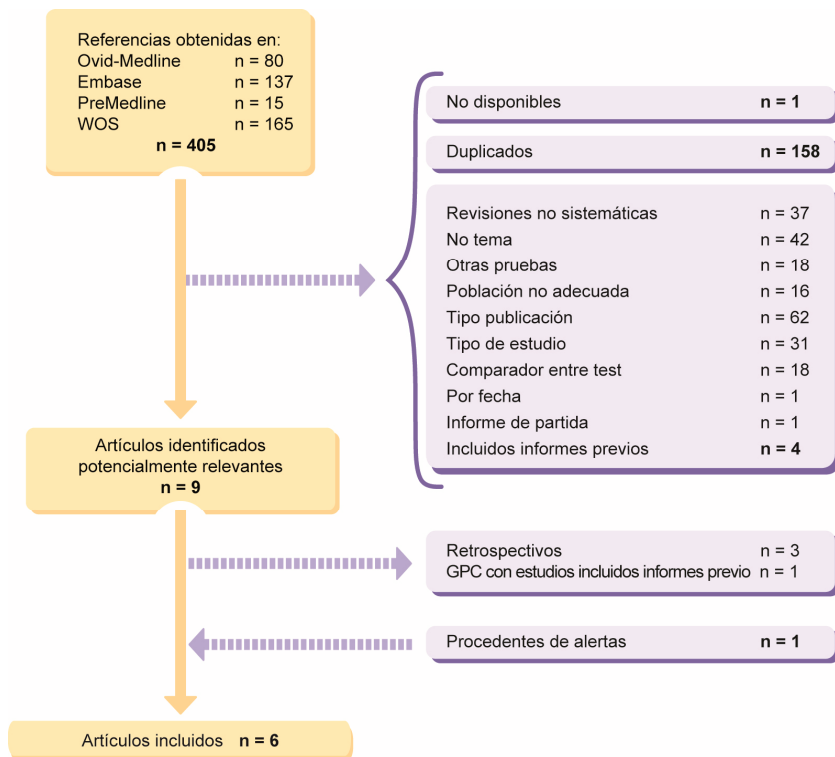 Referencias obtenidas en:
Ovid-Medline n = 80
Embase n = 137
PreMedline n = 15
WOS n = 165
n = 405
No disponibles n = 1
Duplicados n = 158
Revisiones no sistemáticas n = 37
No tema n = 42
Otras pruebas n = 18
Población no adecuada n = 16
Tipo publicación n = 62
Tipo de estudio n = 31
Comparador entre test n = 18
Por fecha n = 1
Informe de partida n = 1
Incluidos informes previos n = 4
Artículos identificados
potencialmente relevantes
n = 9
Retrospectivos n = 3
GPC con estudios incluidos informes previo n = 1
Procedentes de alertas n = 1
Artículos incluidos n = 6